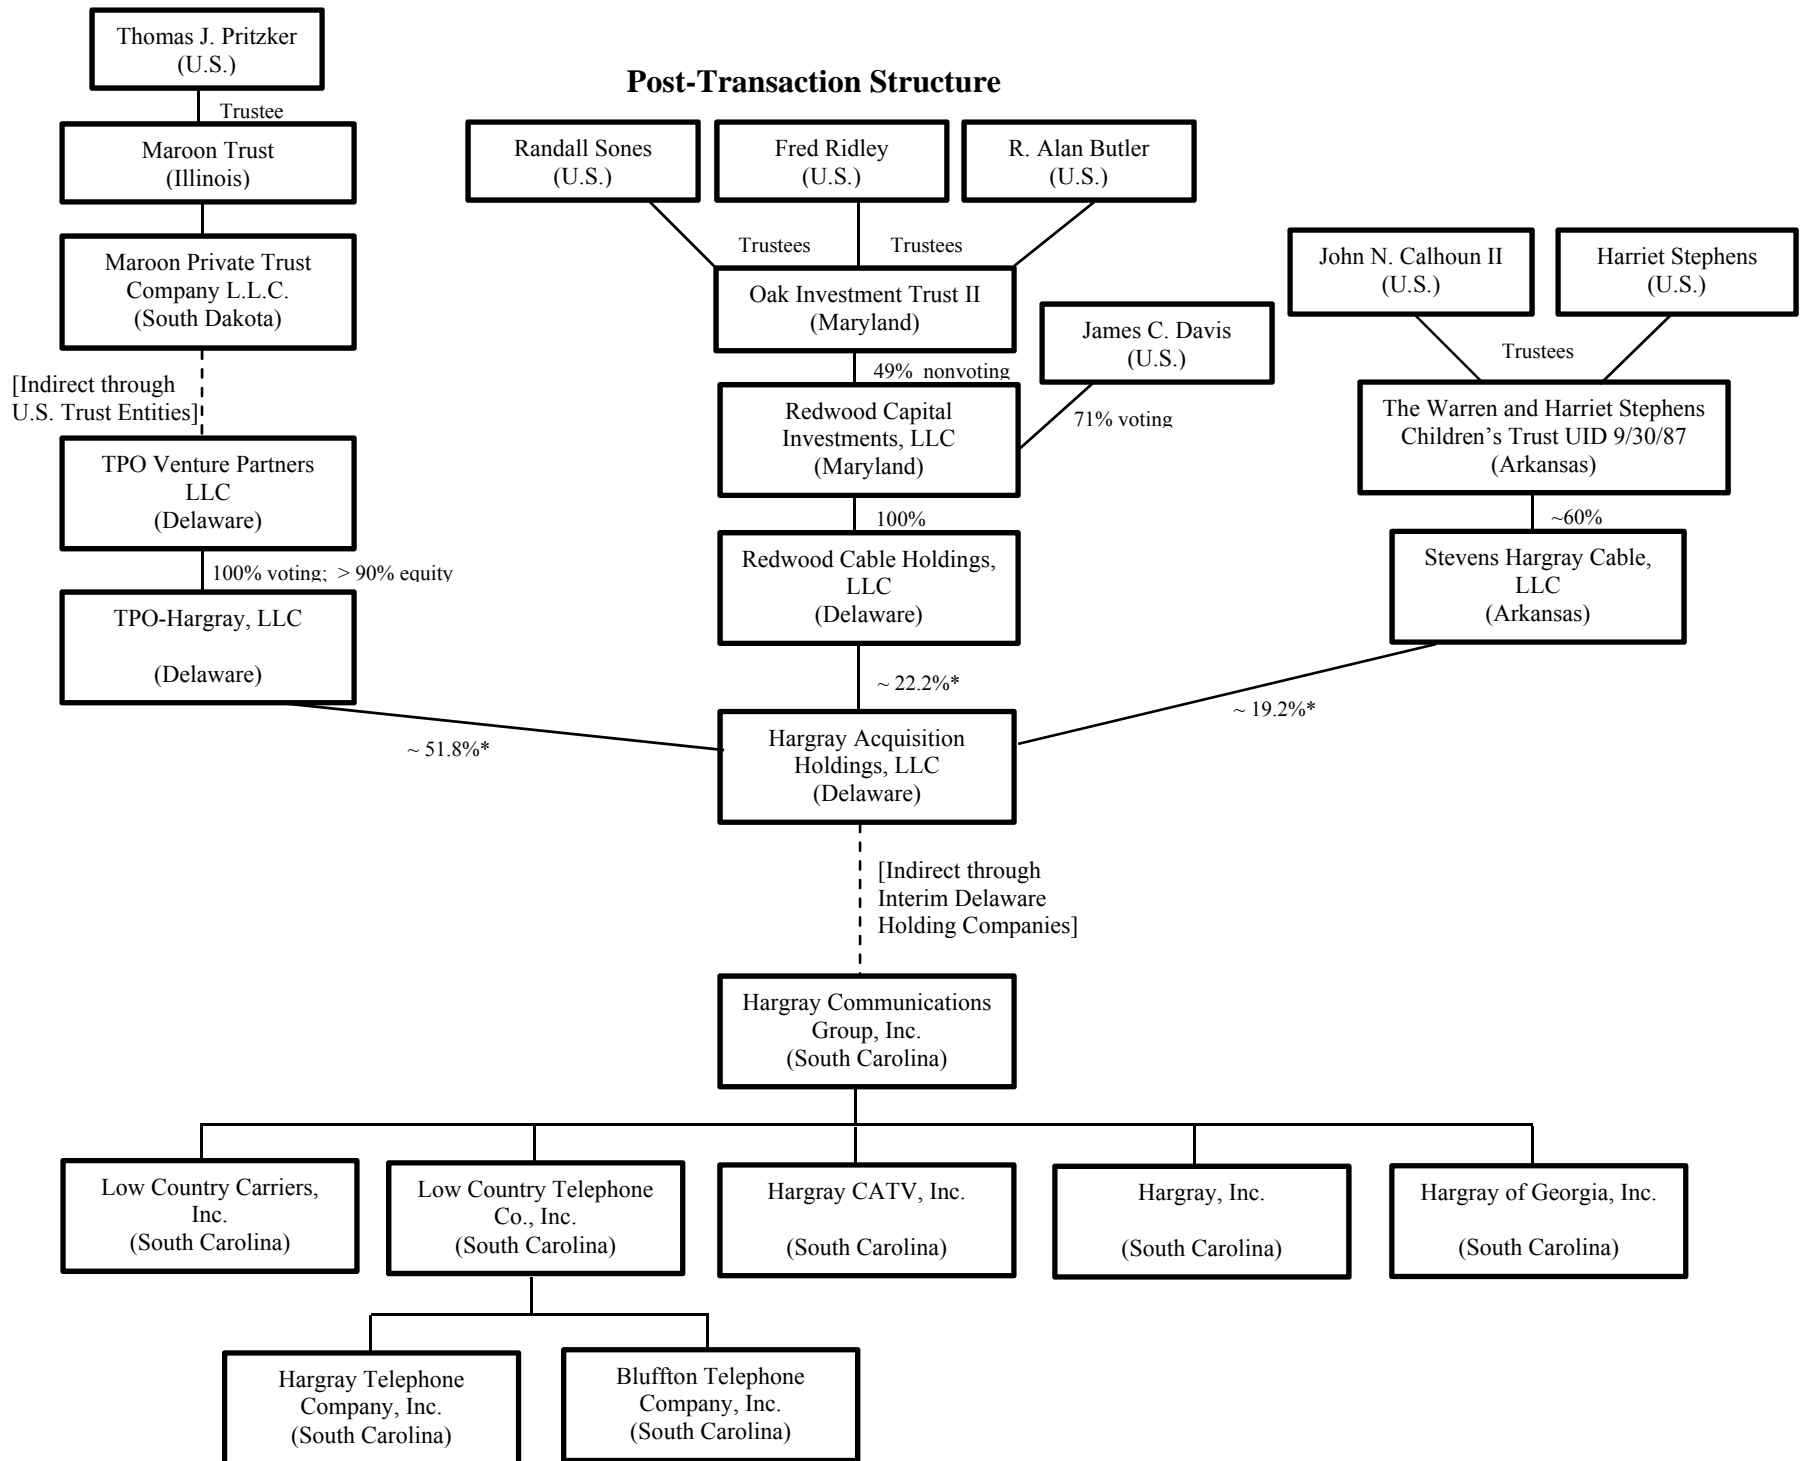 Thomas J. Pritzker
(U.S.)
Post-Transaction Structure
Trustee
Maroon Trust
(Illinois)
Randall Sones
(U.S.)
Fred Ridley
(U.S.)
R. Alan Butler
(U.S.)
Maroon Private Trust
Company L.L.C.
(South Dakota)
Trustees
Trustees
John N. Calhoun II
(U.S.)
Harriet Stephens
(U.S.)
Oak Investment Trust II
(Maryland)
James C. Davis
(U.S.)
Trustees
[Indirect through
U.S. Trust Entities]
49% nonvoting
71% voting
Redwood Capital
Investments, LLC
(Maryland)
The Warren and Harriet Stephens
Children’s Trust UID 9/30/87
(Arkansas)
TPO Venture Partners
LLC
(Delaware)
100%
~60%
100% voting; > 90% equity
Redwood Cable Holdings,
LLC
(Delaware)
Stevens Hargray Cable,
LLC
(Arkansas)
TPO-Hargray, LLC
(Delaware)
~ 22.2%*
~ 19.2%*
~ 51.8%*
Hargray Acquisition
Holdings, LLC
(Delaware)
[Indirect through
Interim Delaware
Holding Companies]
Hargray Communications
Group, Inc.
(South Carolina)
Low Country Carriers,
Inc.
(South Carolina)
Low Country Telephone
Co., Inc.
(South Carolina)
Hargray CATV, Inc.
(South Carolina)
Hargray, Inc.
(South Carolina)
Hargray of Georgia, Inc.
(South Carolina)
Hargray Telephone
Company, Inc.
(South Carolina)
Bluffton Telephone
Company, Inc.
(South Carolina)